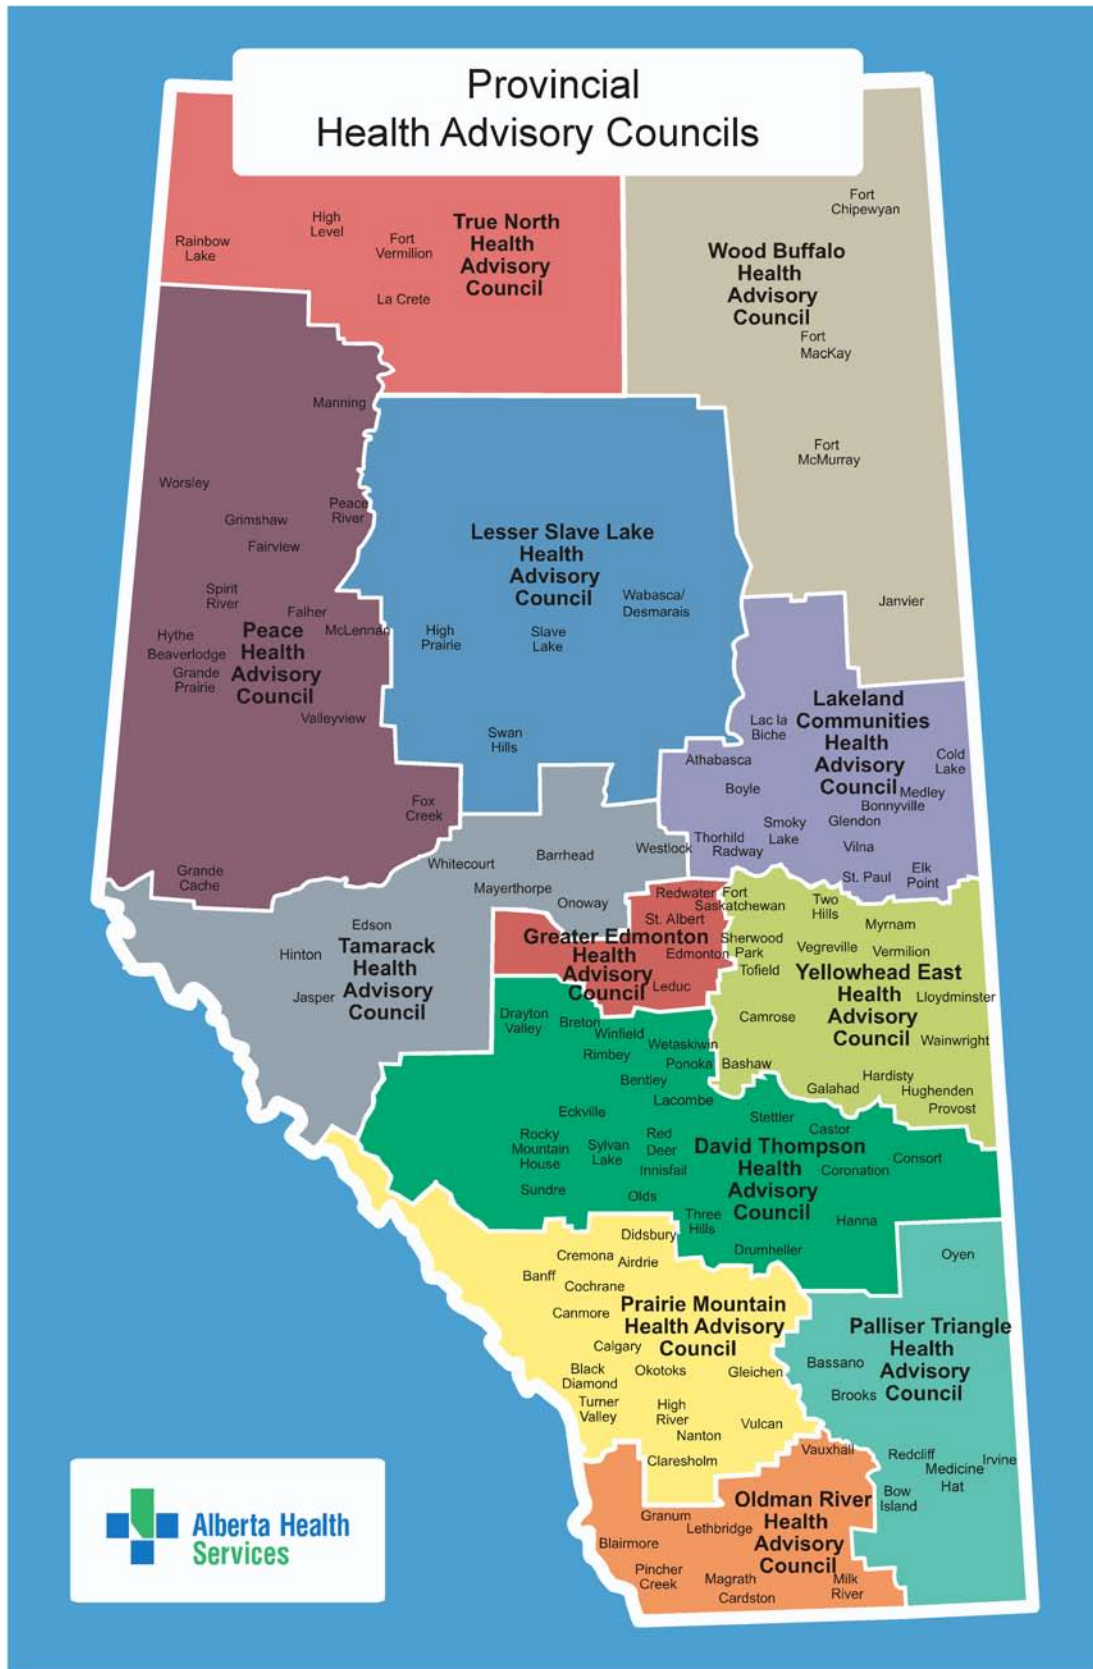 Provincial
Health Advisory Councils
Rainbow
Lake
High
Level
Fort
Vermilion
La Crete
True North
Health
Advisory
Council
Fort
Chipewyan
Wood Buffalo
Health
Advisory
Council
Fort
MacKay
Fort
McMurray
Janvier
Manning
Worsley
Grimshaw
Peace
River
Fairview
Spirit
River
Falher
McLennan
Hythe
Beaverlodge
Grande
Prairie
Peace
Health
Advisory
Council
Valleyview
Fox
Creek
Grande
Cache
Lesser Slave Lake
Health
Advisory
Council
Wabasca/
Desmarais
High
Prairie
Slave
Lake
Swan
Hills
Lakeland
Communities
Health
Advisory
Council
Lac la
Biche
Cold
Lake
Athabasca
Boyle
Medley
Bonnyville
Glendon
Smoky
Lake
Thorhild
Radway
Vilna
St. Paul
Elk
Point
Whitecourt
Barrhead
Westlock
Mayerthorpe
Onoway
Edson
Hinton
Jasper
Tamarack
Health
Advisory
Council
Redwater
St. Albert
Greater Edmonton
Health
Advisory
Council
Edmonton
Leduc
Fort
Saskatchewan
Sherwood
Park
Tofield
Two
Hills
Myrnam
Vegreville
Vermilion
Yellowhead East
Health
Advisory
Council
Lloydminster
Camrose
Wainwright
Bashaw
Galahad
Hardisty
Hughenden
Provost
Drayton
Valley
Breton
Winfield
Wetaskiwin
Rimbey
Ponoka
Bentley
Lacombe
Eckville
Stettler
Castor
Rocky
Mountain
House
Sylvan
Lake
Red
Deer
Innisfail
David Thompson
Health
Advisory
Council
Coronation
Consort
Sundre
Olds
Three
Hills
Hanna
Drumheller
Didsbury
Cremona
Airdrie
Banff
Cochrane
Canmore
Prairie Mountain
Health Advisory
Council
Calgary
Okotoks
Gleichen
Black
Diamond
Turner
Valley
High
River
Nanton
Vulcan
Claresholm
Oyen
Palliser Triangle
Health
Advisory
Council
Bassano
Brooks
Redcliff
Medicine
Hat
Irvine
Bow
Island
Vauxhall
Oldman River
Health
Advisory
Council
Granum
Lethbridge
Blairmore
Pincher
Creek
Magrath
Cardston
Milk
River
Alberta Health
Services